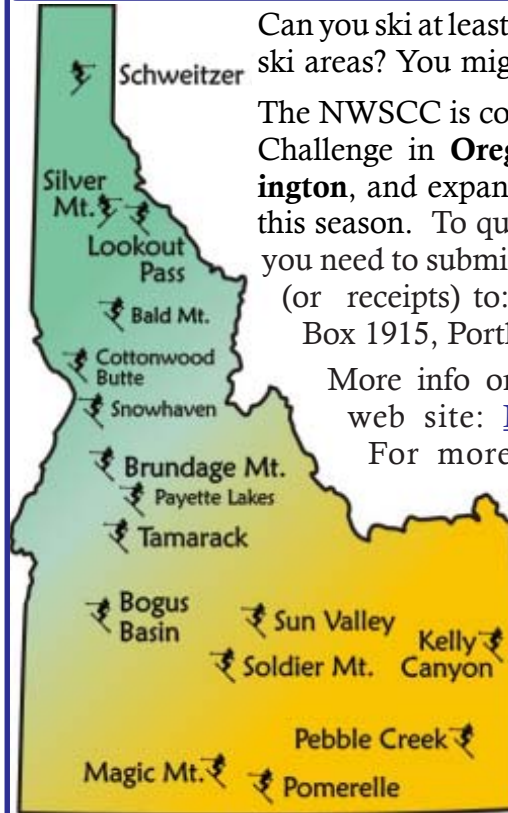 Can you ski at least
ski areas? You mig
The NWSCC is co
Challenge in Oreg
ington, and expan
this season. To qu
you need to submi
(or receipts) to:
Box 1915, Portl
More info on
web site:
For more
Schweitzer
Silver
Mt.
Lookout
Pass
Bald Mt.
Cottonwood
Butte
Snowhaven
Brundage Mt.
Payette Lakes
Tamarack
Bogus
Basin
Sun Valley
Kelly
Canyon
Soldier Mt.
Pebble Creek
Magic Mt.
Pomerelle